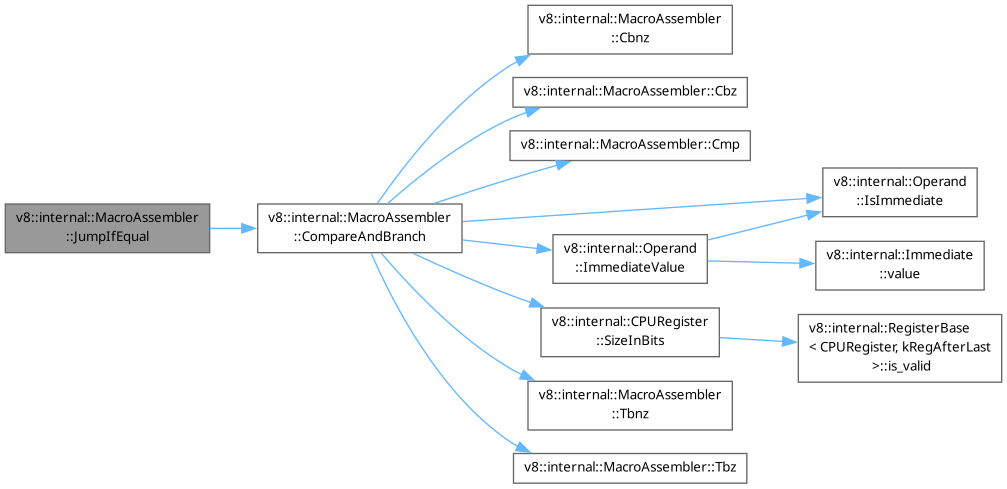 v8::internal::MacroAssembler
::JumpIfEqual
v8::internal::MacroAssembler
::CompareAndBranch
v8::internal::MacroAssembler
::Cbnz
v8::internal::MacroAssembler::Cbz
v8::internal::MacroAssembler::Cmp
v8::internal::Operand
::IsImmediate
v8::internal::Operand
::ImmediateValue
v8::internal::Immediate
::value
v8::internal::CPURegister
::SizeInBits
v8::internal::RegisterBase
< CPURegister, kRegAfterLast
>::is_valid
v8::internal::MacroAssembler
::Tbnz
v8::internal::MacroAssembler::Tbz